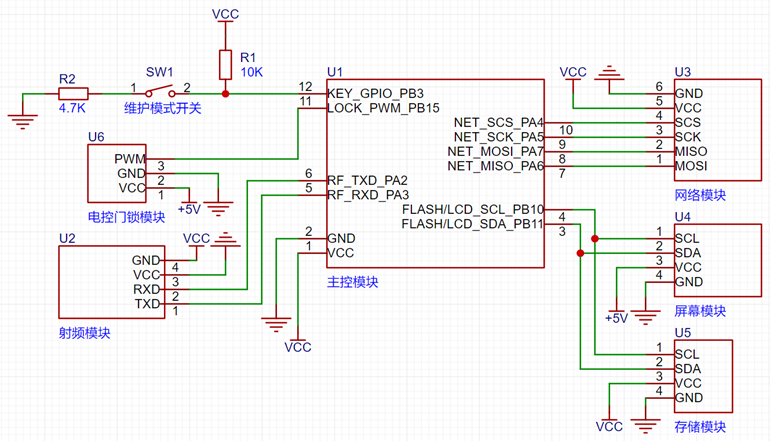 VCC
R1
10K
R2
4.7K
SW1
1
2
维护模式开关
U1
12
KEY_GPIO_PB3
11
LOCK_PWM_PB15
6
RF_TXD_PA2
5
RF_RXD_PA3
2
GND
1
VCC
NET_SCS_PA4
10
NET_SCK_PA5
9
NET_MOSI_PA7
8
NET_MISO_PA6
7
FLASH/LCD_SCL_PB10
4
FLASH/LCD_SDA_PB11
3
主控模块
VCC
U6
PWM
3
GND
2
VCC
1
+5V
电控门锁模块
U2
VCC
GND
4
VCC
3
RXD
2
TXD
1
射频模块
VCC
U3
6 GND
5 VCC
4 SCS
3 SCK
2 MISO
1 MOSI
网络模块
U4
1 SCL
2 SDA
3 VCC
4 GND
+5V
屏幕模块
U5
1 SCL
2 SDA
3 VCC
4 GND
VCC
存储模块